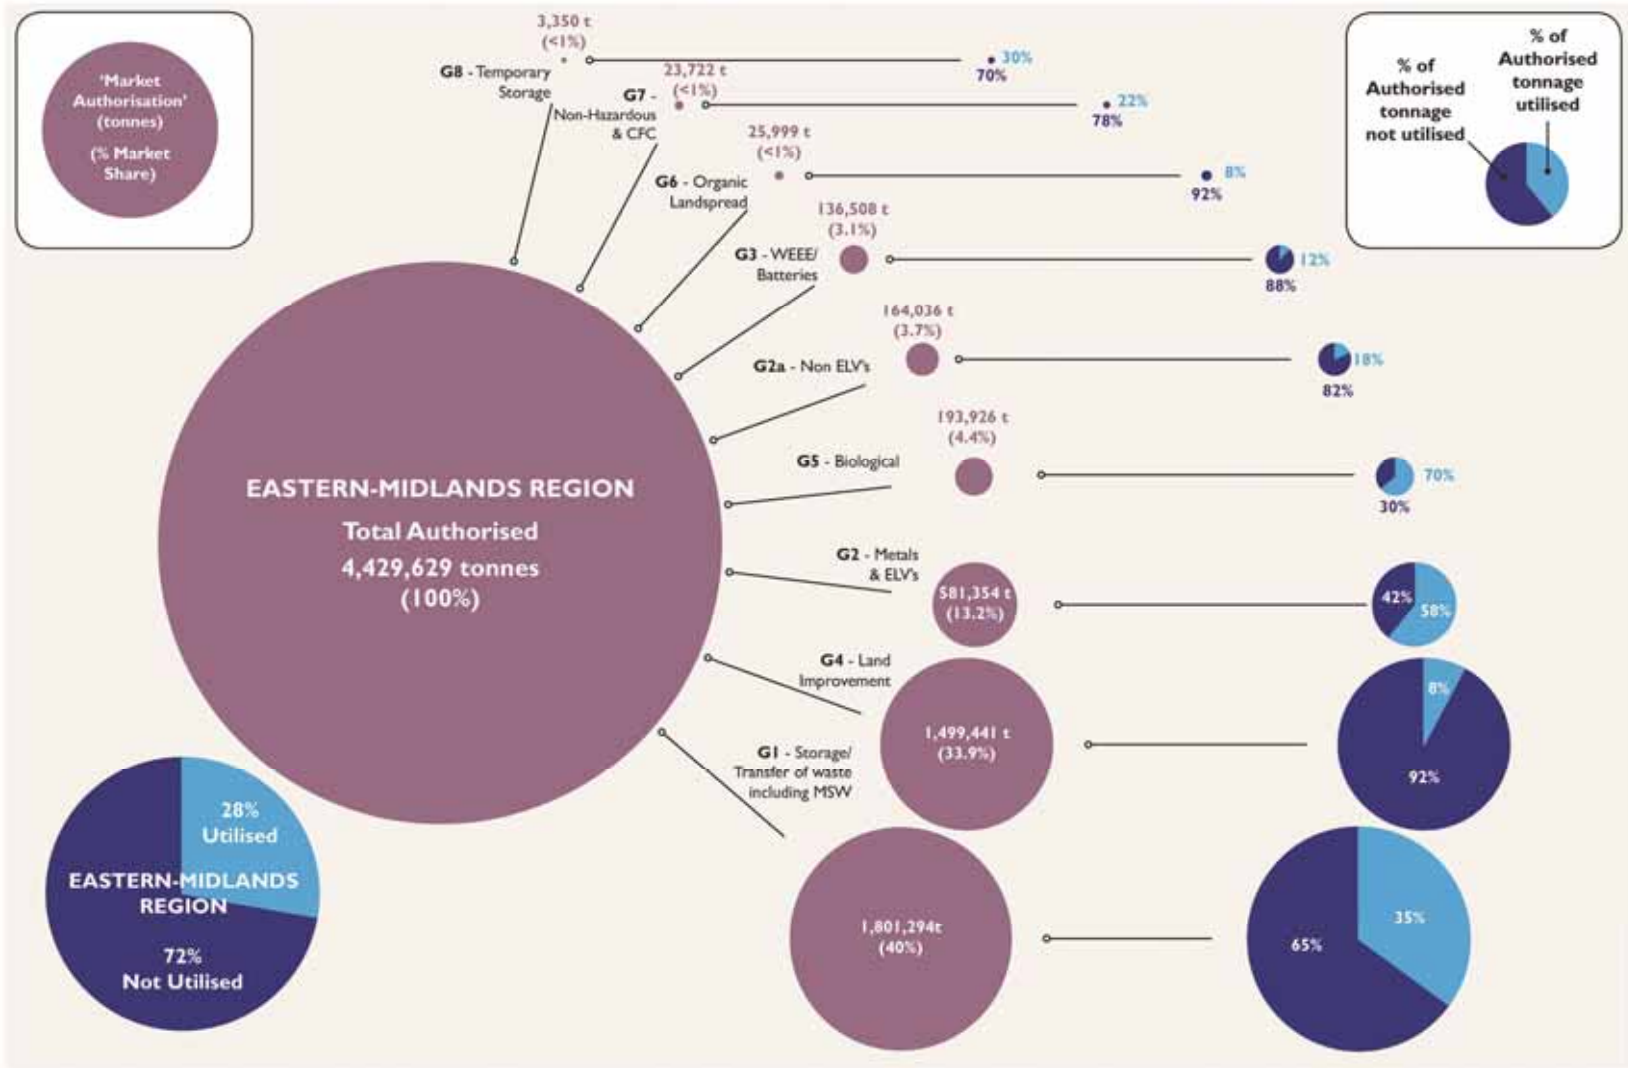 'Market
Authorisation'
(tonnes)
(% Market
Share)
3,350 t
(<1%)
G8 - Temporary
Storage
30%
70%
23,722 t
(<1%)
G7 -
Non-Hazardous
& CFC
22%
78%
25,999 t
(<1%)
G6 - Organic
Landspread
8%
92%
136,508 t
(3.1%)
G3 - WEEE/
Batteries
12%
88%
164,036 t
(3.7%)
G2a - Non ELV's
18%
82%
193,926 t
(4.4%)
G5 - Biological
70%
30%
G2 - Metals
& ELV's
581,354 t
(13.2%)
42%
58%
G4 - Land
Improvement
1,499,441 t
(33.9%)
8%
92%
G1 - Storage/
Transfer of waste
including MSW
1,801,294t
(40%)
65%
35%
% of
Authorised
tonnage
not utilised
% of
Authorised
tonnage
utilised
EASTERN-MIDLANDS REGION
Total Authorised
4,429,629 tonnes
(100%)
28%
Utilised
EASTERN-MIDLANDS
REGION
72%
Not Utilised